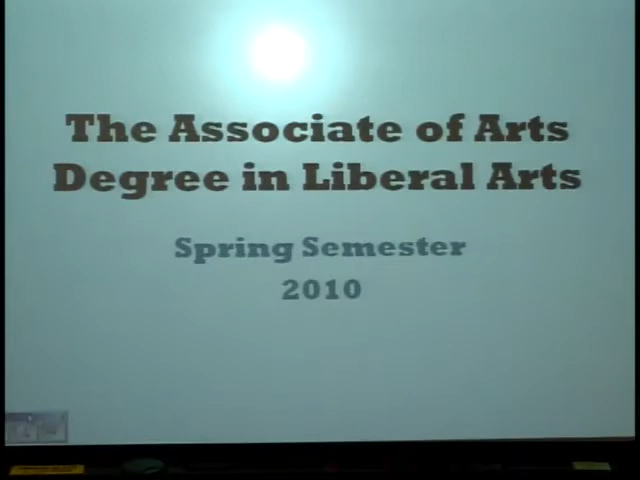 The Associate of Arts
Degree in Liberal Arts
Spring Semester
2010